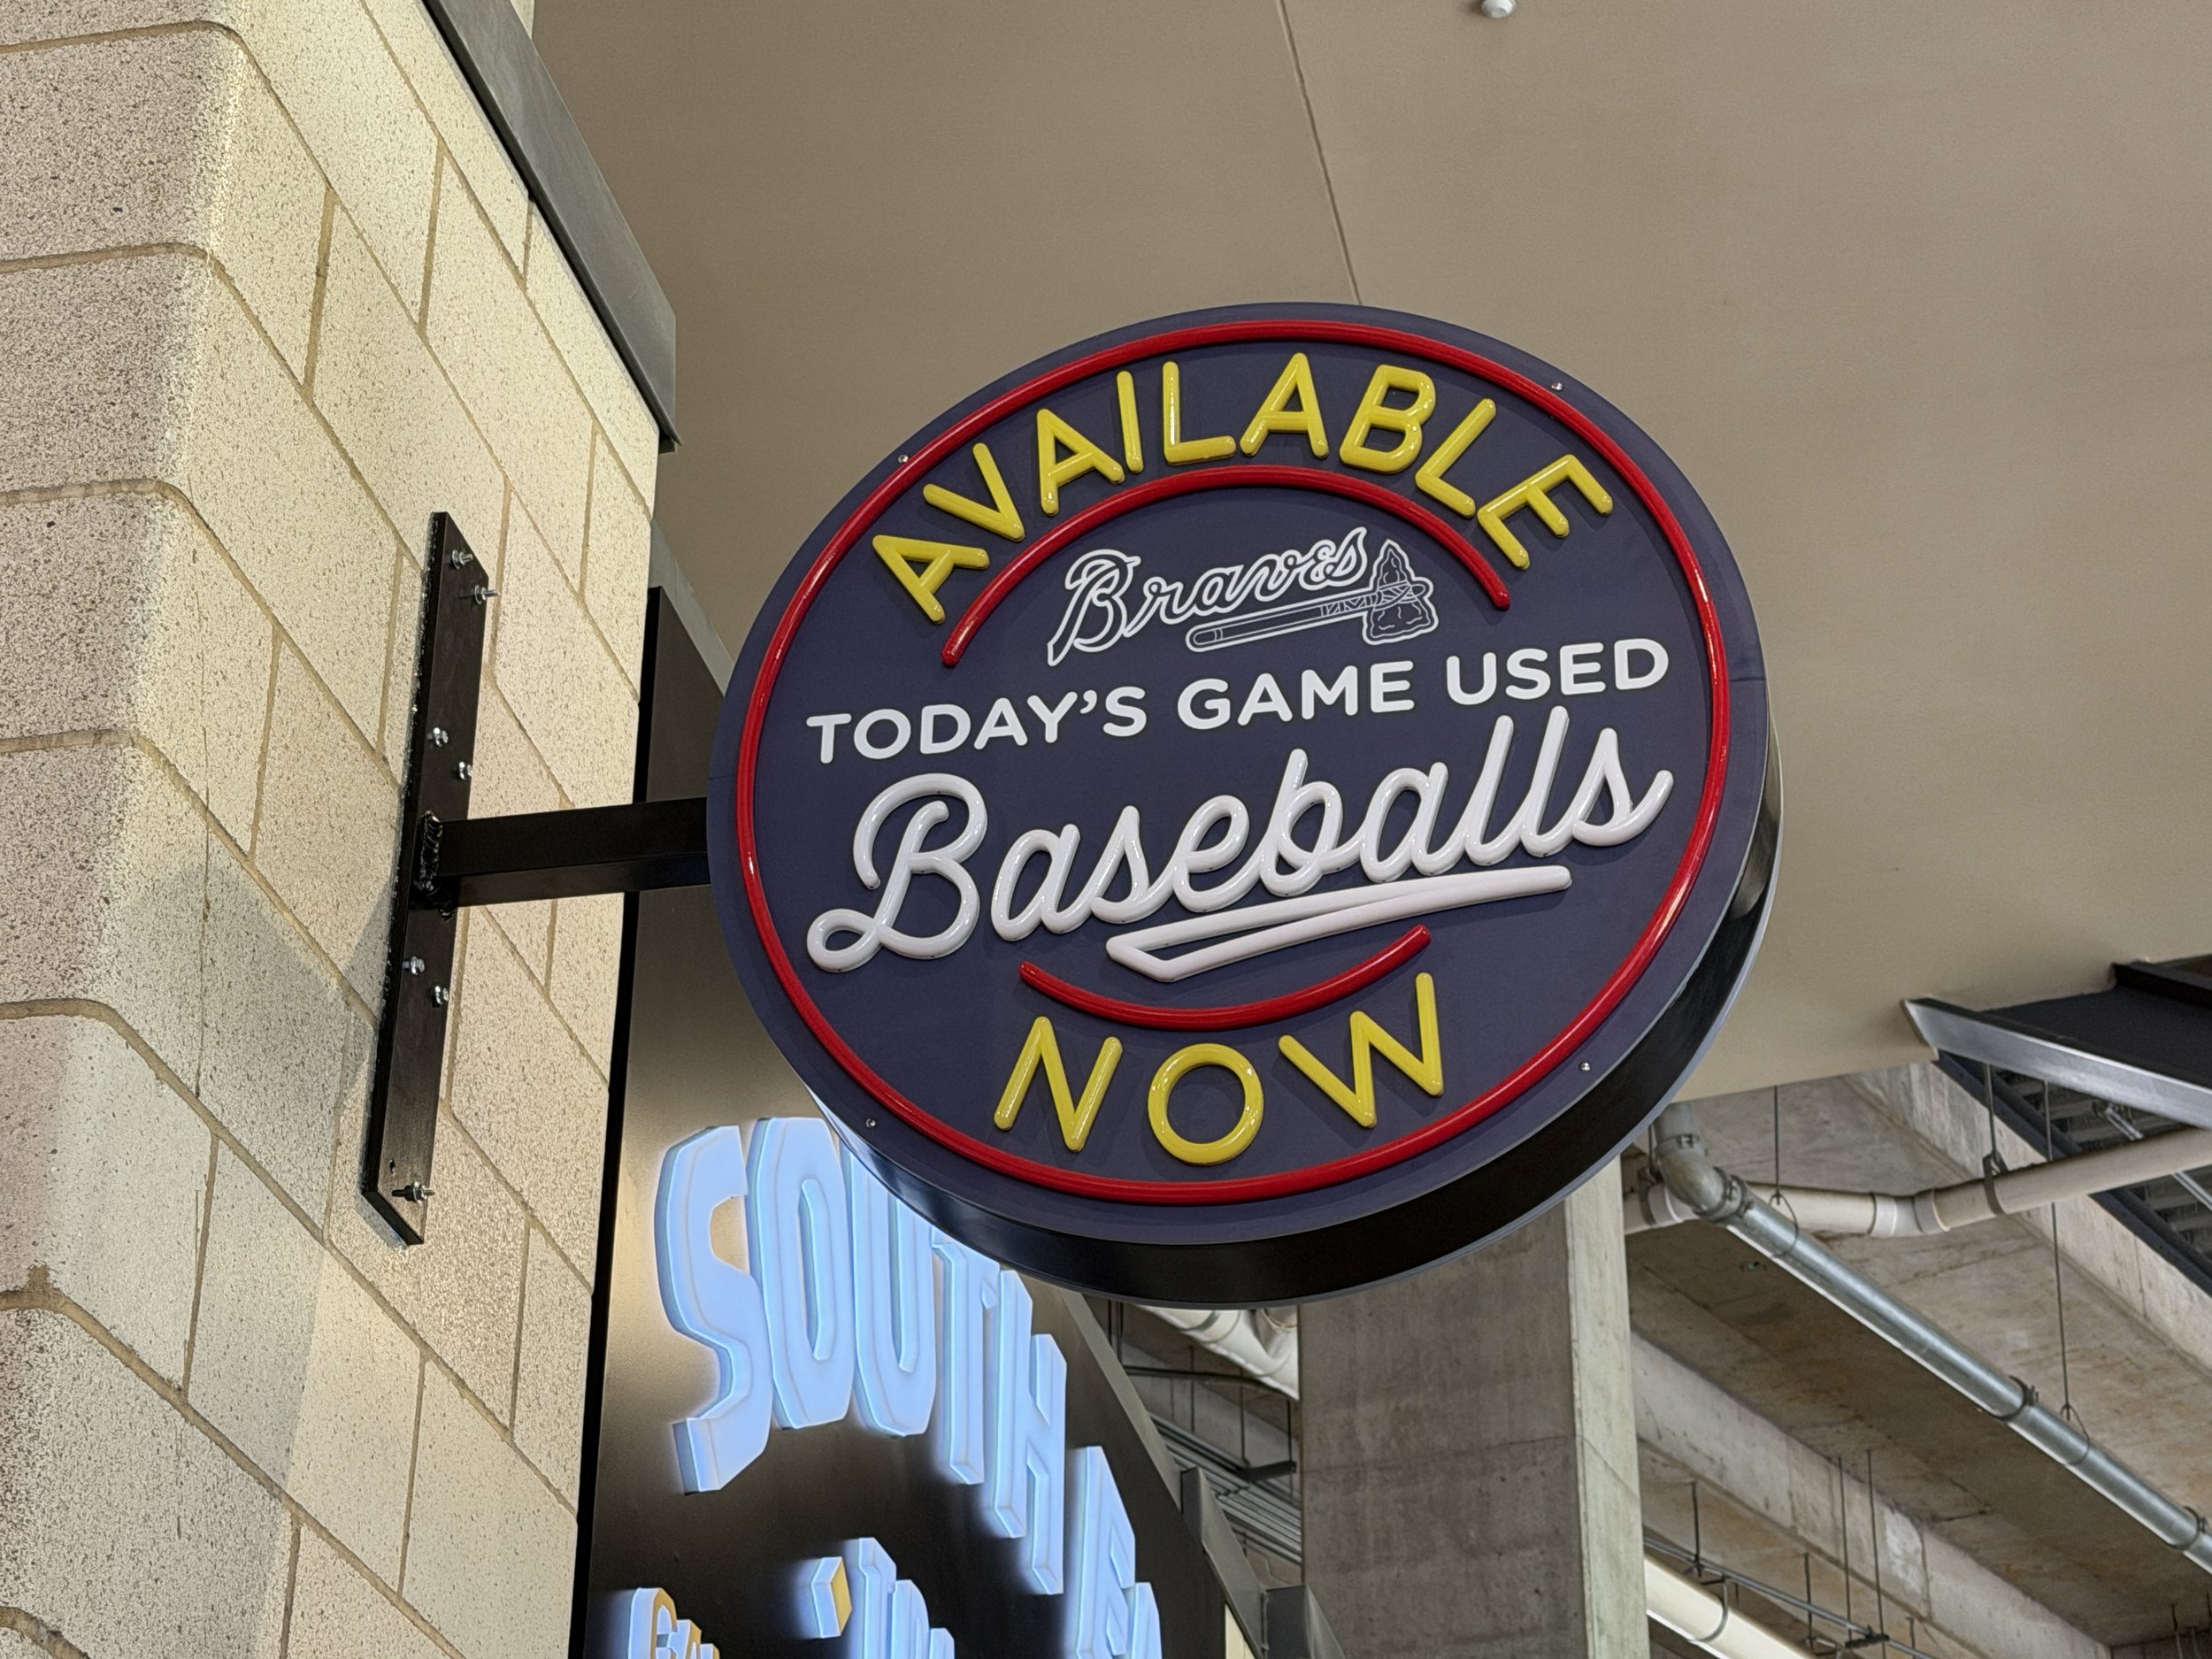 AVAILABLE
Braves
TODAY'S GAME USED
Baseballs
NOW